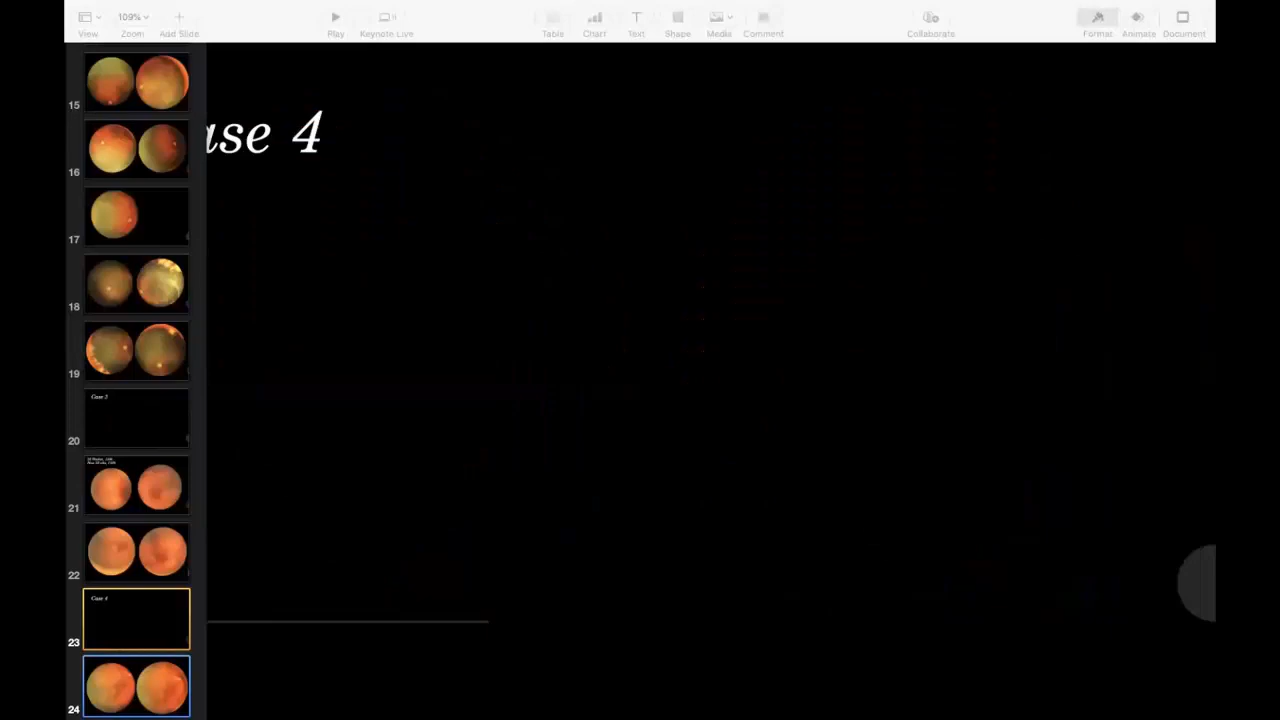 109%
View
Zoom
Add Slide
Play
Keynote Live
Table
Chart
Text
Shape
Media
Comment
Collaborate
Format
Animate
Document
ase 4
15
16
17
18
19
Case 3
20
21
22
Case 4
23
24